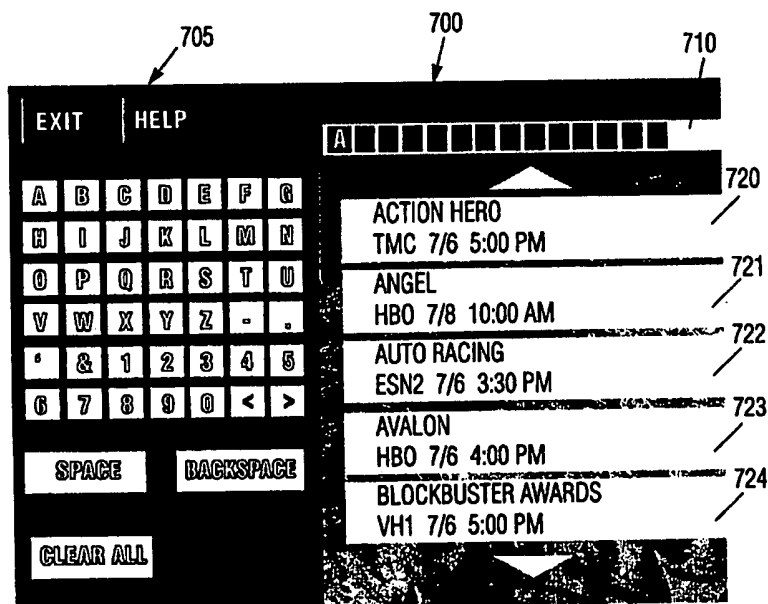 705
700
710
EXIT HELP
A
A B C D E F G
H I J K L M N
O P Q R S T U
V W X Y Z - .
' & 1 2 3 4 5
6 7 8 9 0 < >
SPACE BACKSPACE
CLEAR ALL
720
ACTION HERO
TMC 7/6 5:00 PM
721
ANGEL
HBO 7/8 10:00 AM
722
AUTO RACING
ESN2 7/6 3:30 PM
723
AVALON
HBO 7/6 4:00 PM
724
BLOCKBUSTER AWARDS
VH1 7/6 5:00 PM